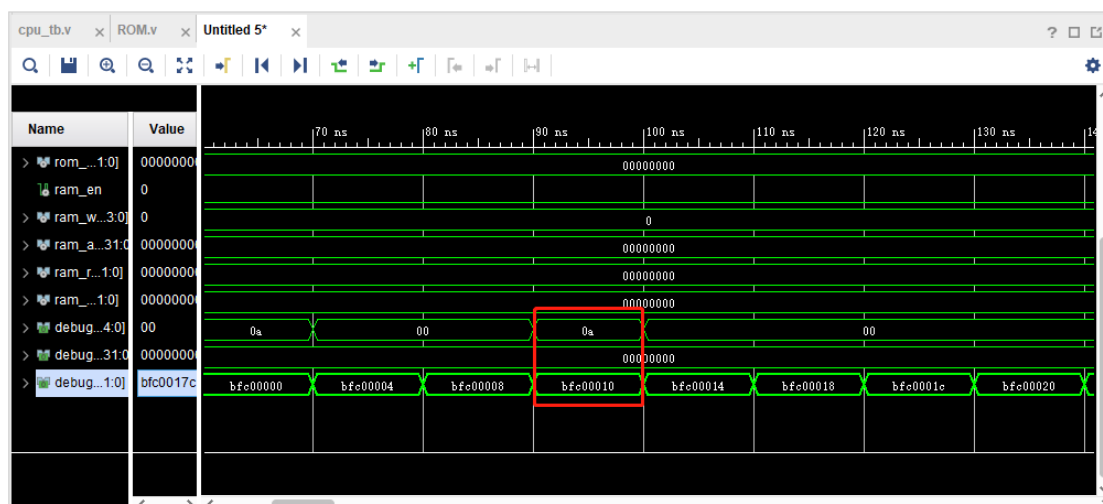 cpu_tb.v × ROM.v × Untitled 5* ×
Name Value
70 ns 80 ns 90 ns 100 ns 110 ns 120 ns 130 ns 14
rom_...1:0] 00000000 00000000
ram_en 0
ram_w...3:0] 0 0
ram_a...31:0 00000000 00000000
ram_r...1:0] 00000000 00000000
ram_...1:0] 00000000 00000000
debug...4:0] 00 0a 00 0a 00
debug...31:0 00000000 00000000
debug...1:0] bfc0017c bfc00000 bfc00004 bfc00008 bfc00010 bfc00014 bfc00018 bfc0001c bfc00020